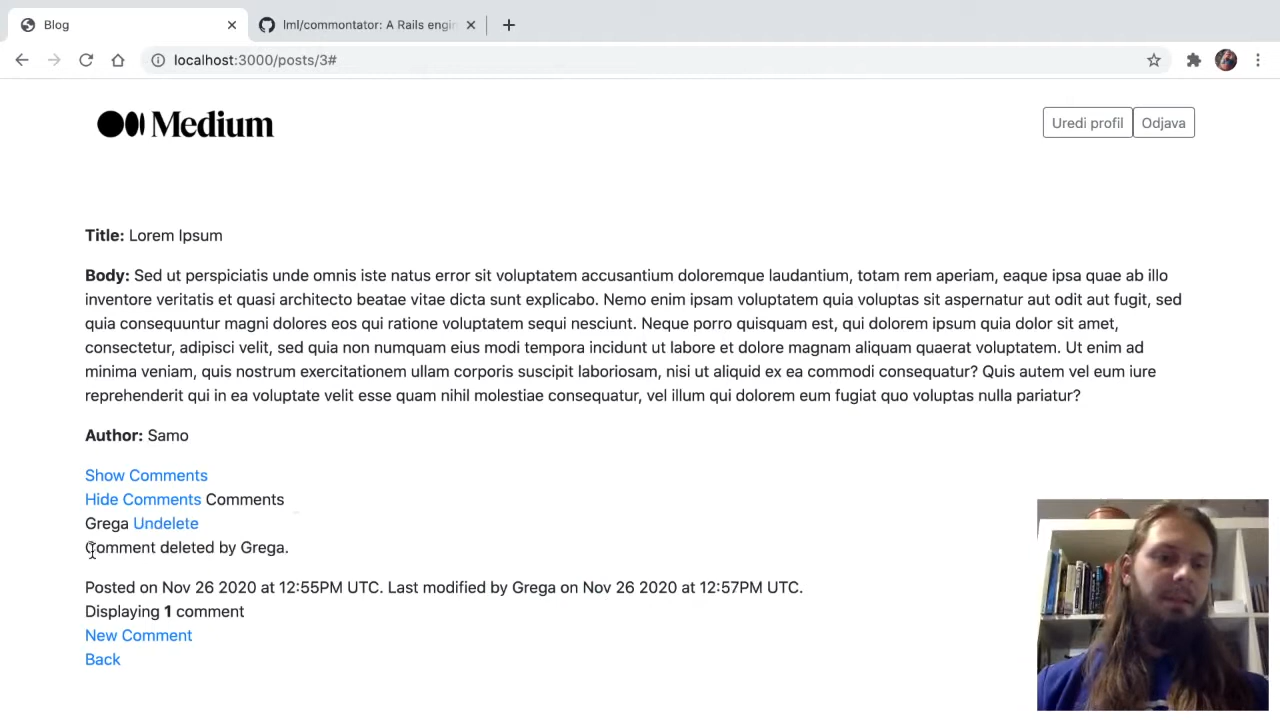 Blog
lml/commontator: A Rails engin
localhost:3000/posts/3#
Medium
Uredi profil
Odjava
Title: Lorem Ipsum
Body: Sed ut perspiciatis unde omnis iste natus error sit voluptatem accusantium doloremque laudantium, totam rem aperiam, eaque ipsa quae ab illo
inventore veritatis et quasi architecto beatae vitae dicta sunt explicabo. Nemo enim ipsam voluptatem quia voluptas sit aspernatur aut odit aut fugit, sed
quia consequuntur magni dolores eos qui ratione voluptatem sequi nesciunt. Neque porro quisquam est, qui dolorem ipsum quia dolor sit amet,
consectetur, adipisci velit, sed quia non numquam eius modi tempora incidunt ut labore et dolore magnam aliquam quaerat voluptatem. Ut enim ad
minima veniam, quis nostrum exercitationem ullam corporis suscipit laboriosam, nisi ut aliquid ex ea commodi consequatur? Quis autem vel eum iure
reprehenderit qui in ea voluptate velit esse quam nihil molestiae consequatur, vel illum qui dolorem eum fugiat quo voluptas nulla pariatur?
Author: Samo
Show Comments
Hide Comments Comments
Grega Undelete
Comment deleted by Grega.
Posted on Nov 26 2020 at 12:55PM UTC. Last modified by Grega on Nov 26 2020 at 12:57PM UTC.
Displaying 1 comment
New Comment
Back